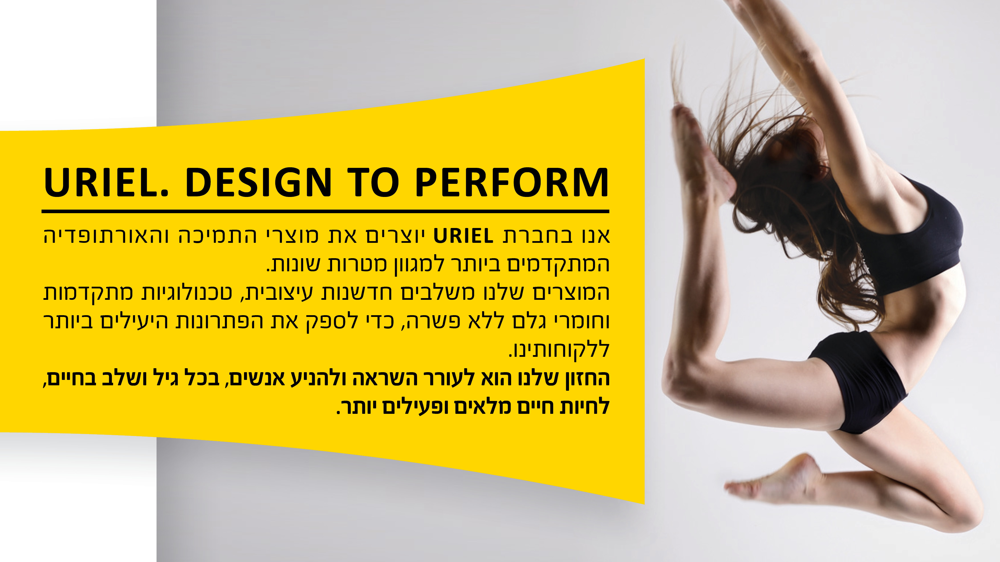 URIEL. DESIGN TO PERFORM
אנו בחברת URIEL יוצרים את מוצרי התמיכה והאורתופדיה
המתקדמים ביותר למגוון מטרות שונות.
המוצרים שלנו משלבים חדשנות עיצובית, טכנולוגיות מתקדמות
וחומרי גלם ללא פשרה, כדי לספק את הפתרונות היעילים ביותר
ללקוחותינו.
החזון שלנו הוא לעורר השראה ולהניע אנשים, בכל גיל ושלב בחיים,
לחיות חיים מלאים ופעילים יותר.